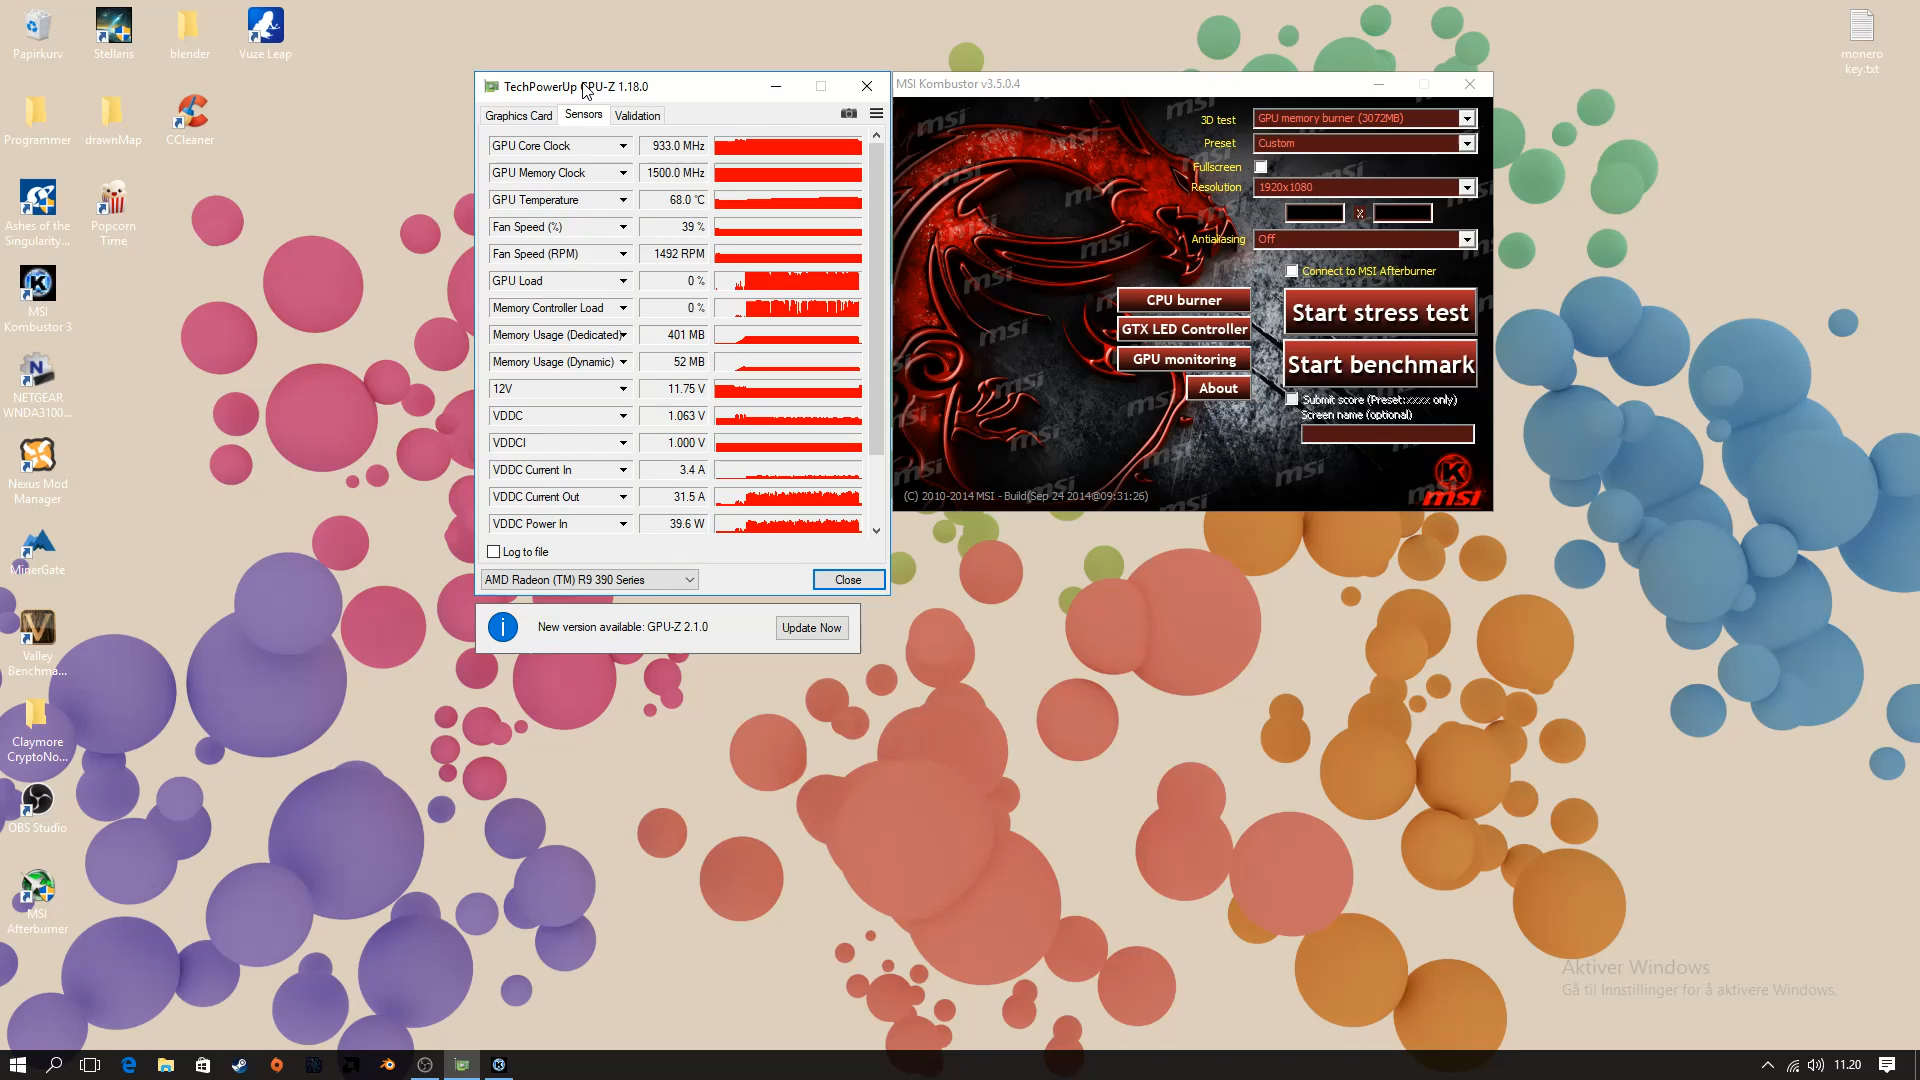 Papirkurv
Stellaris
blender
Vuze Leap
monero
key.txt
Programmer
drawnMap
CCleaner
Ashes of the
Singularity...
Popcorn
Time
MSI
Kombustor 3
NETGEAR
WNDA3100...
Nexus Mod
Manager
MinerGate
Valley
Benchma...
Claymore
CryptoNo...
OBS Studio
MSI
Afterburner
TechPowerUp GPU-Z 1.18.0
Graphics Card
Sensors
Validation
GPU Core Clock 933.0 MHz
GPU Memory Clock 1500.0 MHz
GPU Temperature 68.0 °C
Fan Speed (%) 39 %
Fan Speed (RPM) 1492 RPM
GPU Load 0 %
Memory Controller Load 0 %
Memory Usage (Dedicated) 401 MB
Memory Usage (Dynamic) 52 MB
12V 11.75 V
VDDC 1.063 V
VDDCI 1.000 V
VDDC Current In 3.4 A
VDDC Current Out 31.5 A
VDDC Power In 39.6 W
Log to file
AMD Radeon (TM) R9 390 Series
Close
New version available: GPU-Z 2.1.0
Update Now
MSI Kombustor v3.5.0.4
3D test GPU memory burner (3072MB)
Preset Custom
Fullscreen
Resolution 1920x1080
X
Antialiasing Off
Connect to MSI Afterburner
CPU burner
GTX LED Controller
GPU monitoring
About
Start stress test
Start benchmark
Submit score (Preset:xxxx only)
Screen name (optional)
(C) 2010-2014 MSI - Build(Sep 24 2014@09:31:26)
msi
Aktiver Windows
Gå til Innstillinger for å aktivere Windows.
11.20